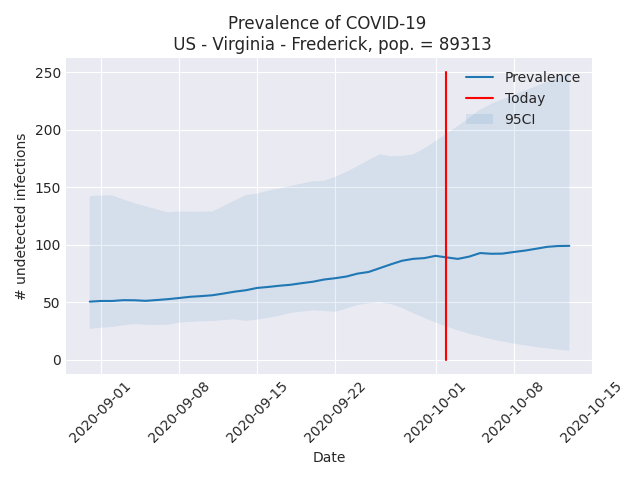 Prevalence of COVID-19
US - Virginia - Frederick, pop. = 89313
250
200
150
100
50
0
# undetected infections
Prevalence
Today
95CI
2020-09-01
2020-09-08
2020-09-15
2020-09-22
2020-10-01
2020-10-08
2020-10-15
Date